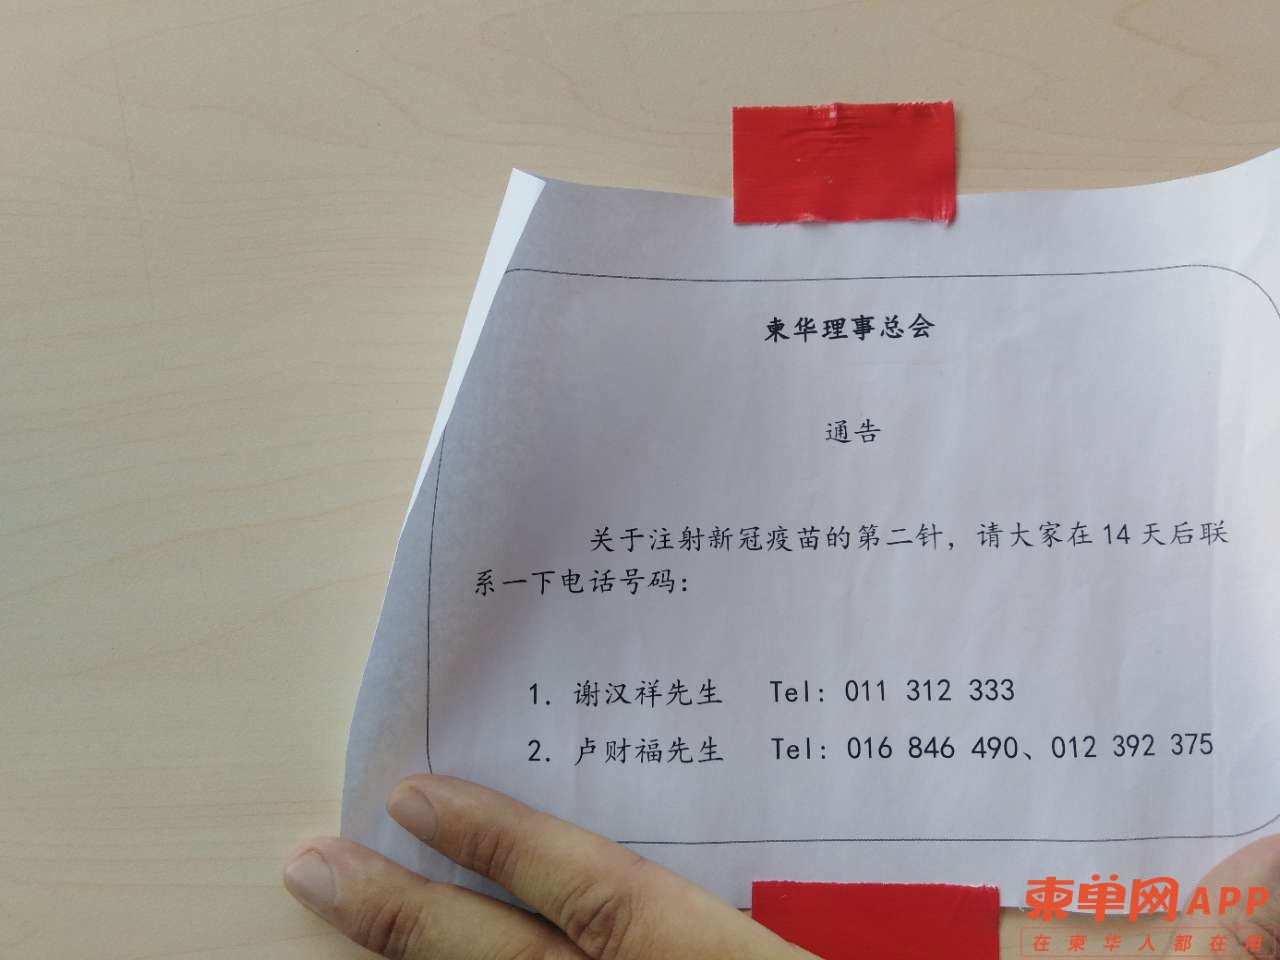 柬华理事总会
通告
关于注射新冠疫苗的第二针，请大家在 14 天后联
系一下电话号码：
1. 谢汉祥先生 Tel: 011 312 333
2. 卢财福先生 Tel: 016 846 490、012 392 375
柬单网APP
在柬华人都在用